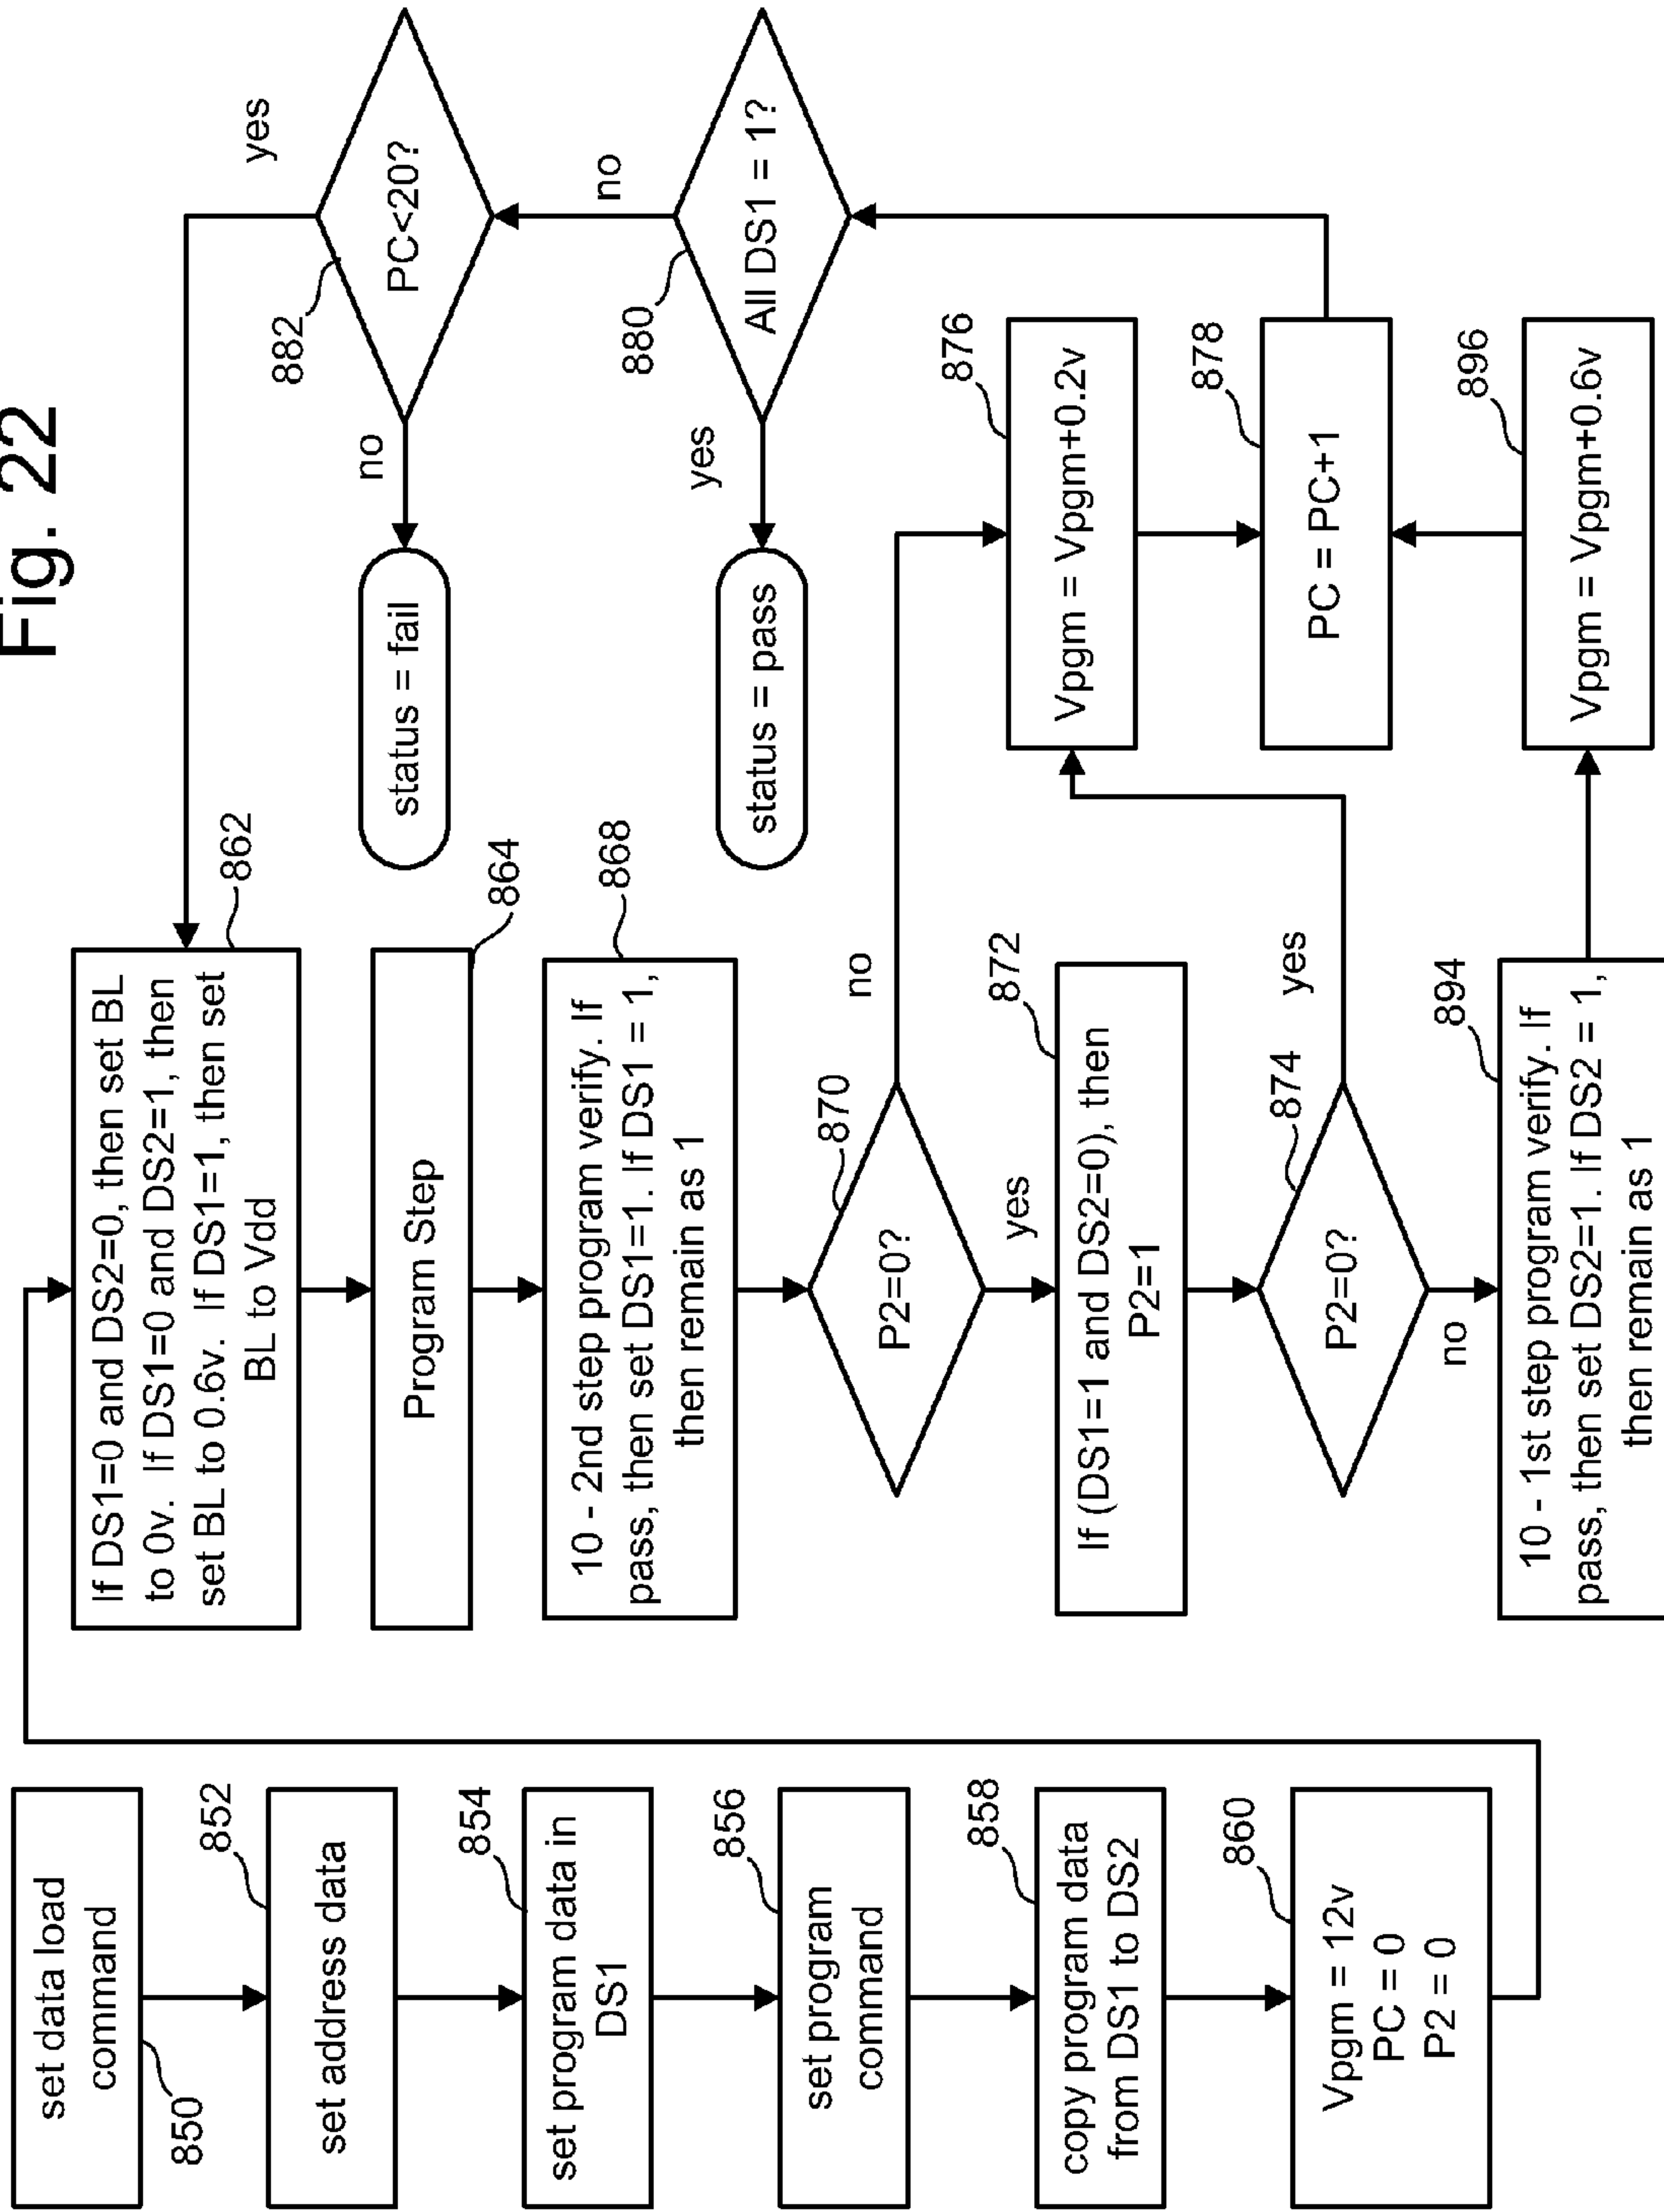 Fig. 22
set data load
command
850
852
set address data
854
set program data in
DS1
856
set program
command
858
copy program data
from DS1 to DS2
860
Vpgm = 12v
PC = 0
P2 = 0
If DS1=0 and DS2=0, then set BL
to 0v. If DS1=0 and DS2=1, then
set BL to 0.6v. If DS1=1, then set
BL to Vdd
862
Program Step
864
10 - 2nd step program verify. If
pass, then set DS1=1. If DS1 = 1,
then remain as 1
868
P2=0?
870
no
yes
If (DS1=1 and DS2=0), then
P2=1
872
P2=0?
874
yes
no
10 - 1st step program verify. If
pass, then set DS2=1. If DS2 = 1,
then remain as 1
894
Vpgm = Vpgm+0.2v
876
PC = PC+1
878
Vpgm = Vpgm+0.6v
896
All DS1 = 1?
880
yes
status = pass
no
PC<20?
882
yes
no
status = fail